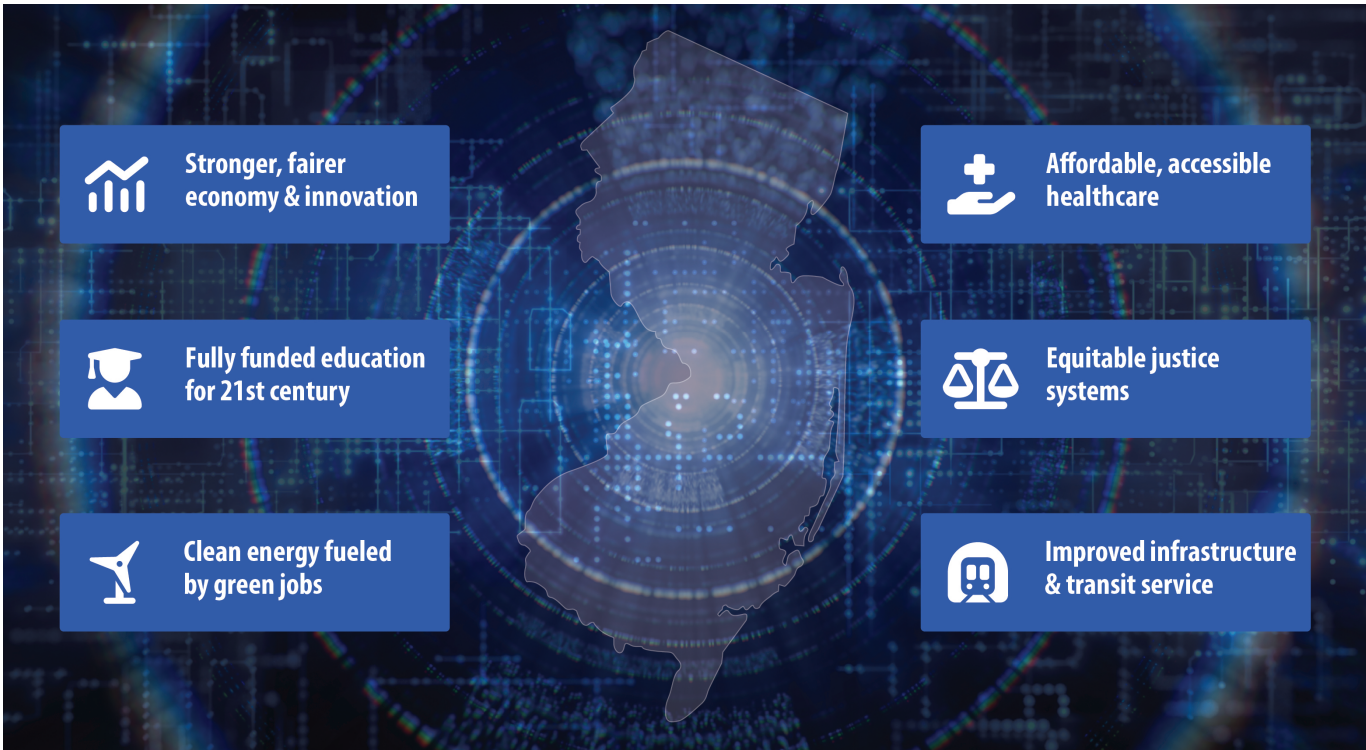 Stronger, fairer
economy & innovation
Fully funded education
for 21st century
Clean energy fueled
by green jobs
Affordable, accessible
healthcare
Equitable justice
systems
Improved infrastructure
& transit service